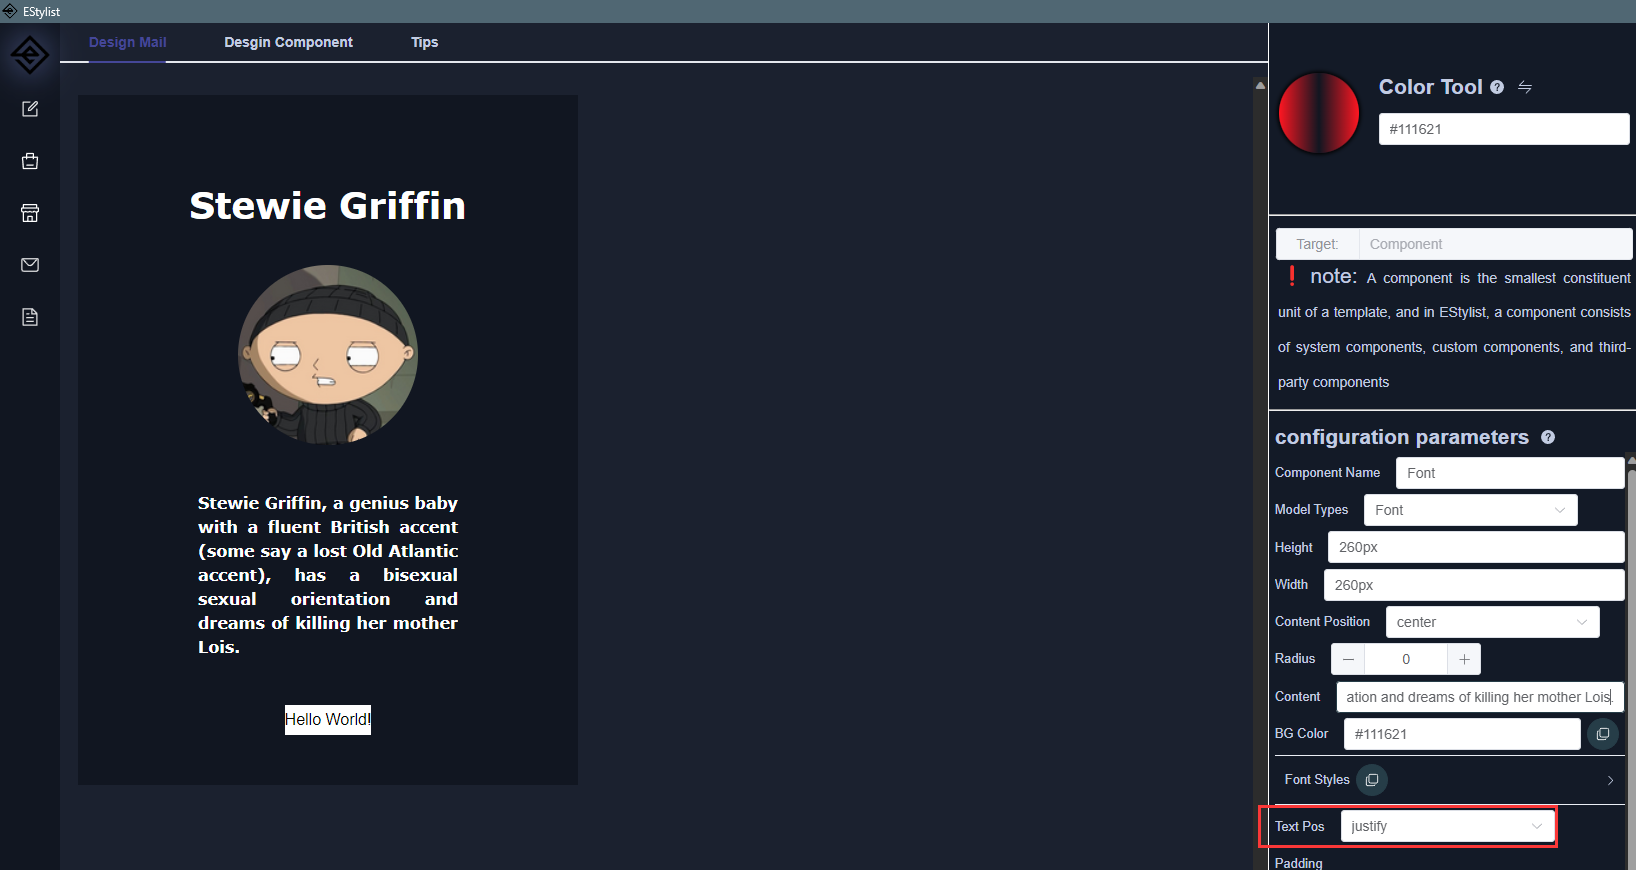 EStylist
Design Mail
Desgin Component
Tips
Stewie Griffin
Stewie Griffin, a genius baby
with a fluent British accent
(some say a lost Old Atlantic
accent), has a bisexual
sexual orientation and
dreams of killing her mother
Lois.
Hello World!
Color Tool
#111621
Target: Component
❗ note: A component is the smallest constituent
unit of a template, and in EStylist, a component consists
of system components, custom components, and third-
party components
configuration parameters
Component Name Font
Model Types Font
Height 260px
Width 260px
Content Position center
Radius 0
Content ation and dreams of killing her mother Lois.
BG Color #111621
Font Styles
Text Pos justify
Padding